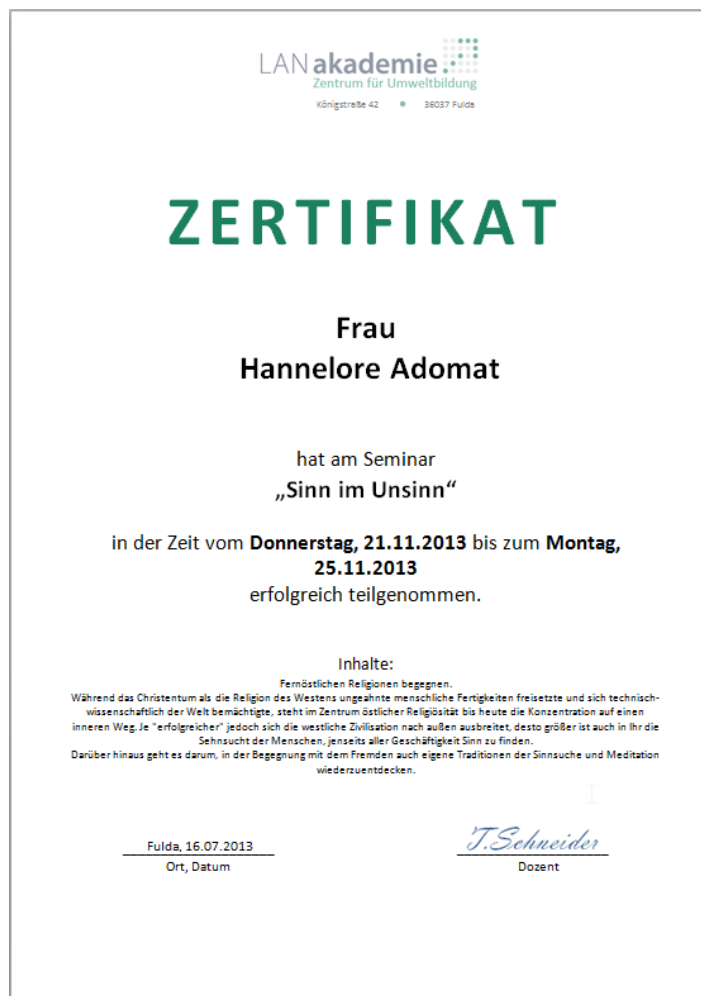 LANakademie
Zentrum für Umweltbildung
Königstraße 42 • 36037 Fulda
ZERTIFIKAT
Frau
Hannelore Adomat
hat am Seminar
„Sinn im Unsinn“
in der Zeit vom Donnerstag, 21.11.2013 bis zum Montag,
25.11.2013
erfolgreich teilgenommen.
Inhalte:
Fernöstlichen Religionen begegnen.
Während das Christentum als die Religion des Westens ungeahnte menschliche Fertigkeiten freisetzte und sich technisch-
wissenschaftlich der Welt bemächtigte, steht im Zentrum östlicher Religiösität bis heute die Konzentration auf einen
inneren Weg. Je "erfolgreicher" jedoch sich die westliche Zivilisation nach außen ausbreitet, desto größer ist auch in Ihr die
Sehnsucht der Menschen, jenseits aller Geschäftigkeit Sinn zu finden.
Darüber hinaus geht es darum, in der Begegnung mit dem Fremden auch eigene Traditionen der Sinnsuche und Meditation
wiederzuentdecken.
Fulda, 16.07.2013 T.Schneider
Ort, Datum Dozent